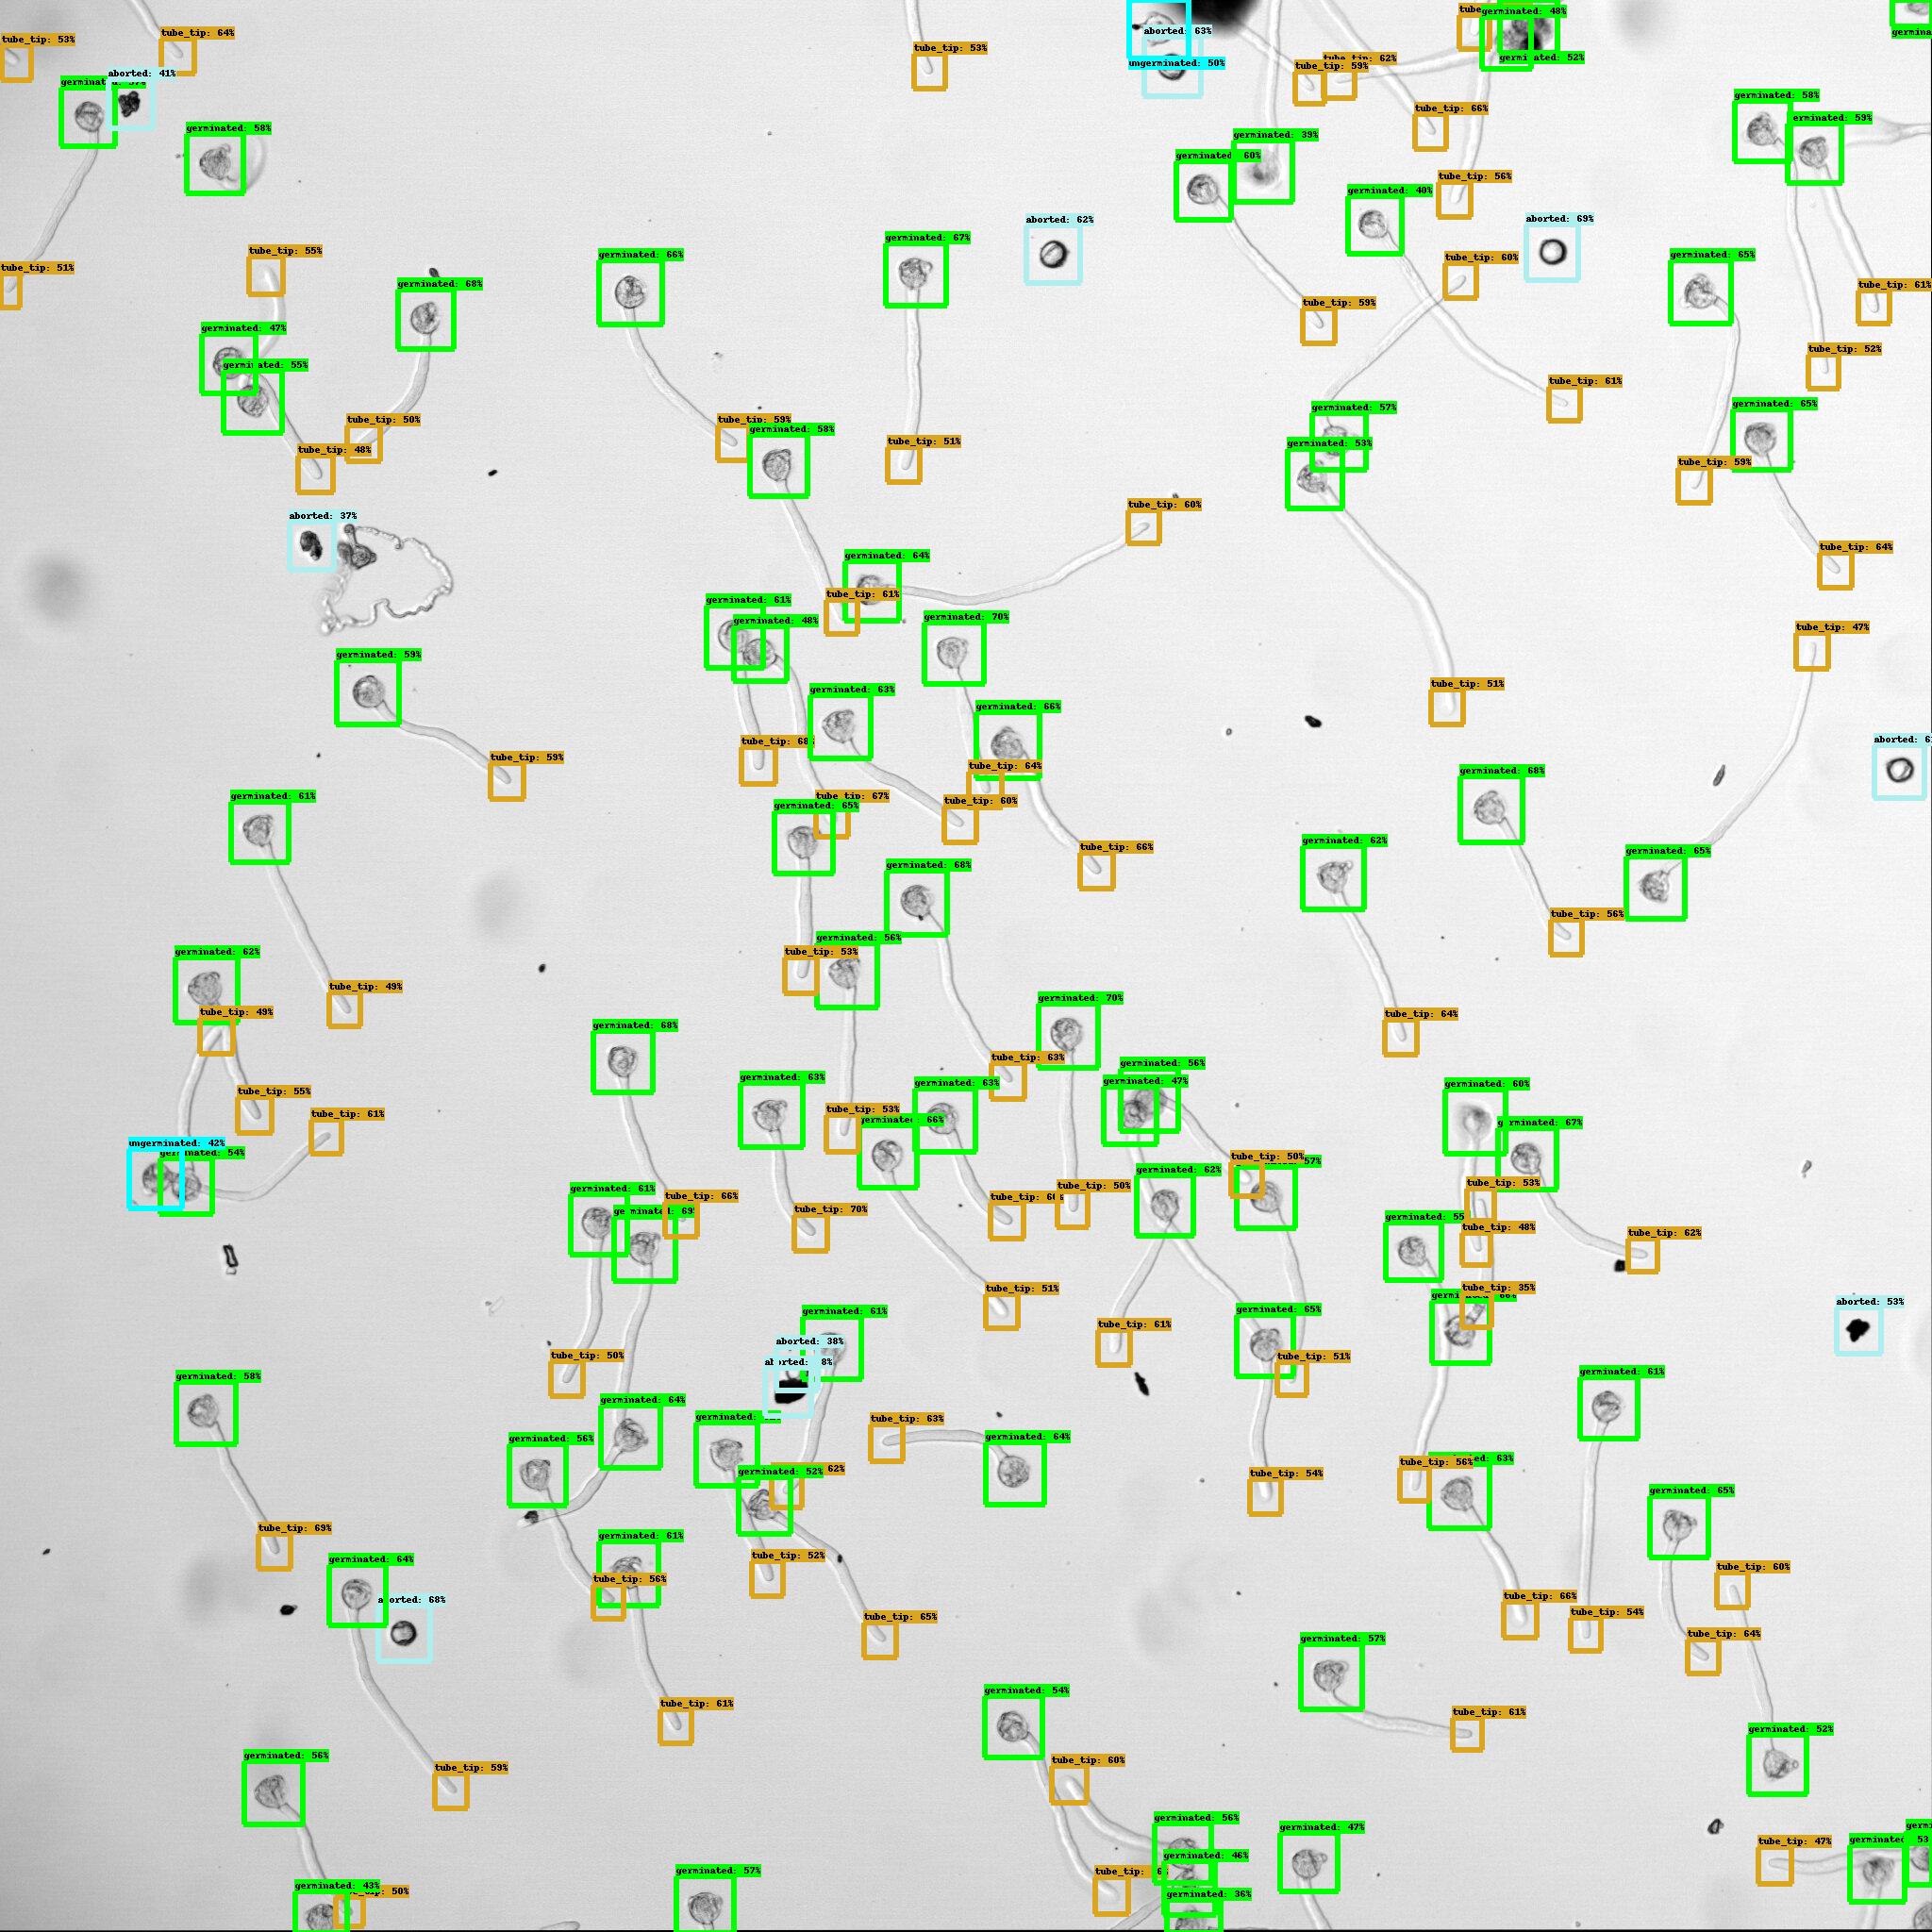 tube_tip: 53%
tube_tip: 64%
tube_tip: 53%
germinated: 48%
germinated: 52%
aborted: 63%
ungerminated: 50%
tube_tip: 62%
tube_tip: 59%
aborted: 41%
germinated: 58%
tube_tip: 66%
germinated: 58%
germinated: 39%
germinated: 60%
tube_tip: 56%
germinated: 40%
aborted: 62%
aborted: 69%
germinated: 67%
tube_tip: 55%
germinated: 66%
germinated: 65%
tube_tip: 60%
tube_tip: 51%
germinated: 68%
tube_tip: 61%
tube_tip: 59%
germinated: 47%
germinated: 55%
tube_tip: 52%
tube_tip: 61%
germinated: 57%
germinated: 65%
tube_tip: 50%
tube_tip: 59%
germinated: 58%
tube_tip: 48%
tube_tip: 51%
germinated: 53%
tube_tip: 59%
tube_tip: 60%
aborted: 37%
germinated: 64%
tube_tip: 64%
tube_tip: 61%
germinated: 61%
germinated: 48%
germinated: 70%
tube_tip: 47%
germinated: 59%
germinated: 63%
tube_tip: 51%
germinated: 66%
tube_tip: 68%
tube_tip: 59%
tube_tip: 64%
germinated: 68%
germinated: 61%
tube_tip: 67%
germinated: 65%
tube_tip: 60%
germinated: 62%
tube_tip: 66%
germinated: 65%
germinated: 68%
tube_tip: 56%
germinated: 56%
germinated: 62%
tube_tip: 53%
tube_tip: 49%
germinated: 70%
tube_tip: 49%
tube_tip: 64%
germinated: 68%
tube_tip: 63%
germinated: 56%
germinated: 63%
germinated: 47%
germinated: 63%
germinated: 60%
tube_tip: 55%
tube_tip: 61%
tube_tip: 53%
germinated: 66%
germinated: 67%
ungerminated: 42%
germinated: 54%
tube_tip: 50%
germinated: 62%
tube_tip: 53%
germinated: 61%
tube_tip: 66%
tube_tip: 50%
tube_tip: 70%
tube_tip: 48%
tube_tip: 62%
tube_tip: 51%
tube_tip: 35%
aborted: 53%
germinated: 61%
germinated: 65%
tube_tip: 61%
aborted: 38%
tube_tip: 50%
tube_tip: 51%
germinated: 58%
germinated: 61%
germinated: 64%
tube_tip: 63%
germinated: 56%
germinated: 64%
tube_tip: 56%
germinated: 52%
tube_tip: 54%
germinated: 65%
tube_tip: 69%
germinated: 61%
tube_tip: 52%
germinated: 64%
tube_tip: 60%
tube_tip: 56%
aborted: 68%
tube_tip: 66%
tube_tip: 54%
tube_tip: 65%
tube_tip: 64%
germinated: 57%
germinated: 54%
tube_tip: 61%
tube_tip: 61%
germinated: 52%
germinated: 56%
tube_tip: 60%
tube_tip: 59%
germinated: 56%
germinated: 47%
tube_tip: 47%
germinated: 46%
germinated: 57%
germinated: 43%
germinated: 36%